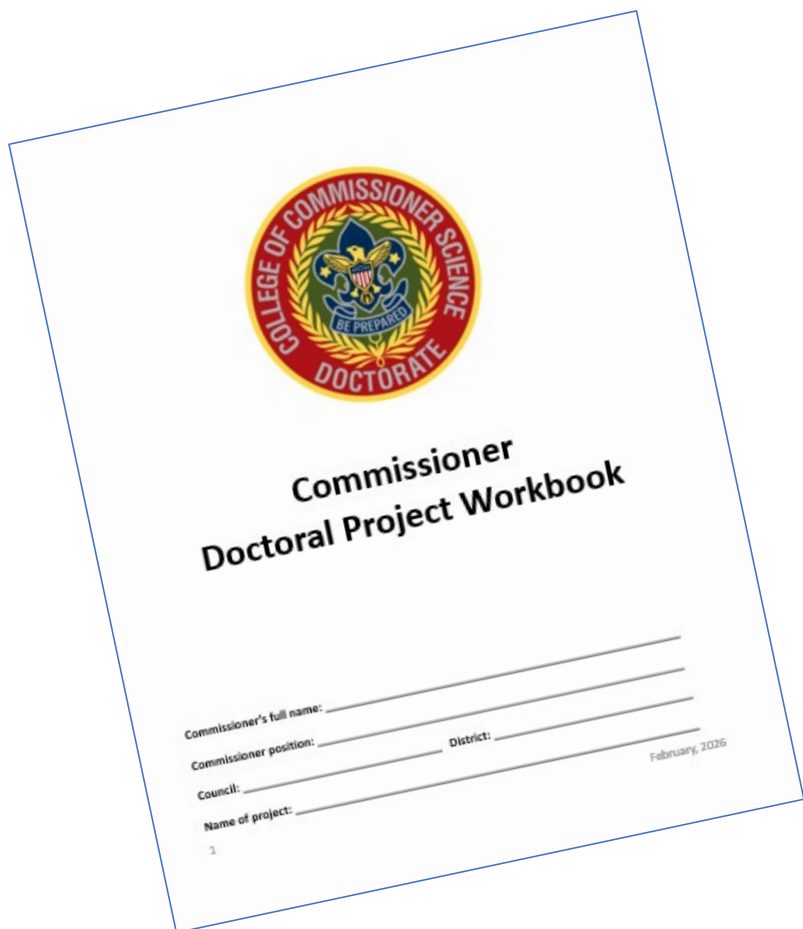 COLLEGE OF COMMISSIONER SCIENCE
BE PREPARED
DOCTORATE
Commissioner
Doctoral Project Workbook
Commissioner's full name:
Commissioner position:
Council: District:
Name of project:
February, 2026
1